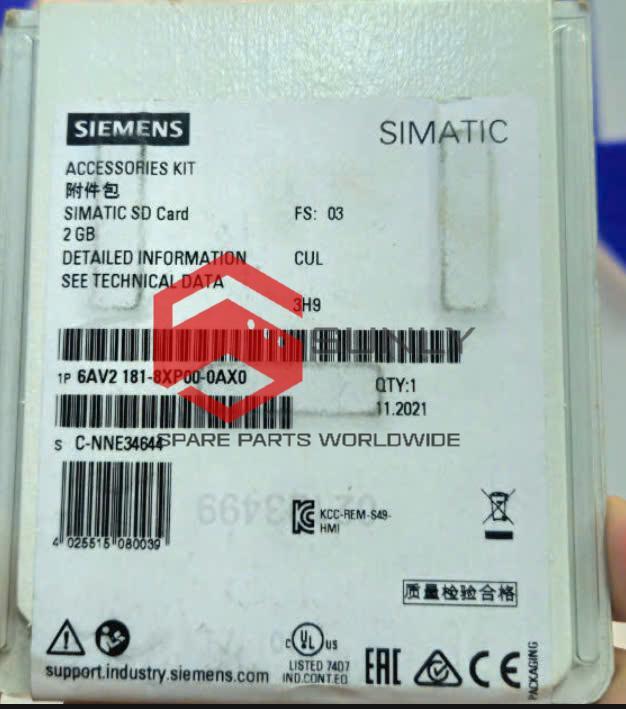 SIEMENS
SIMATIC
ACCESSORIES KIT
附件包
SIMATIC SD Card FS: 03
2 GB
DETAILED INFORMATION CUL
SEE TECHNICAL DATA
3H9
SUNLY
1P 6AV2 181-8XP00-0AX0
QTY:1
11.2021
S C-NNE34644
SPARE PARTS WORLDWIDE
KCC-REM-S49-
HMI
4 025515 080039
质量检验合格
C UL US
LISTED 74D7
IND.CONT.EQ
EAC
CE
PACKAGING
support.industry.siemens.com